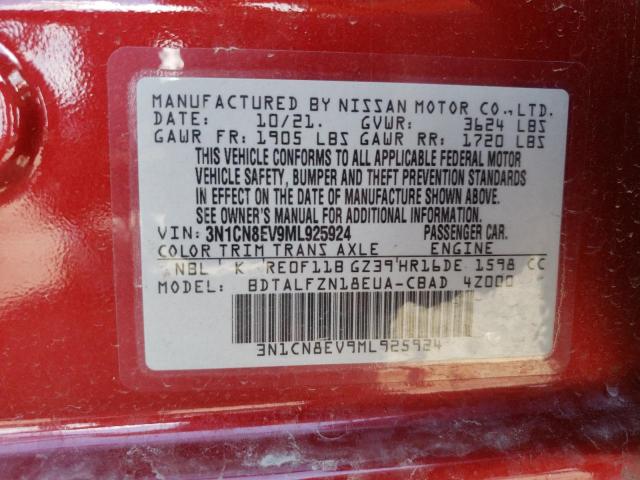 MANUFACTURED BY NISSAN MOTOR CO.,LTD.
DATE: 10/21. GVWR: 3624 LBS
GAWR FR: 1905 LBS GAWR RR: 1720 LBS
THIS VEHICLE CONFORMS TO ALL APPLICABLE FEDERAL MOTOR
VEHICLE SAFETY, BUMPER AND THEFT PREVENTION STANDARDS
IN EFFECT ON THE DATE OF MANUFACTURE SHOWN ABOVE.
SEE OWNER'S MANUAL FOR ADDITIONAL INFORMATION.
VIN: 3N1CN8EV9ML925924 PASSENGER CAR.
COLOR TRIM TRANS AXLE ENGINE
NBL K RE0F11B GZ39 HR16DE 1598 CC
MODEL: BDTALFZN18EUA-CBAD 4Z000
3N1CN8EV9ML925924